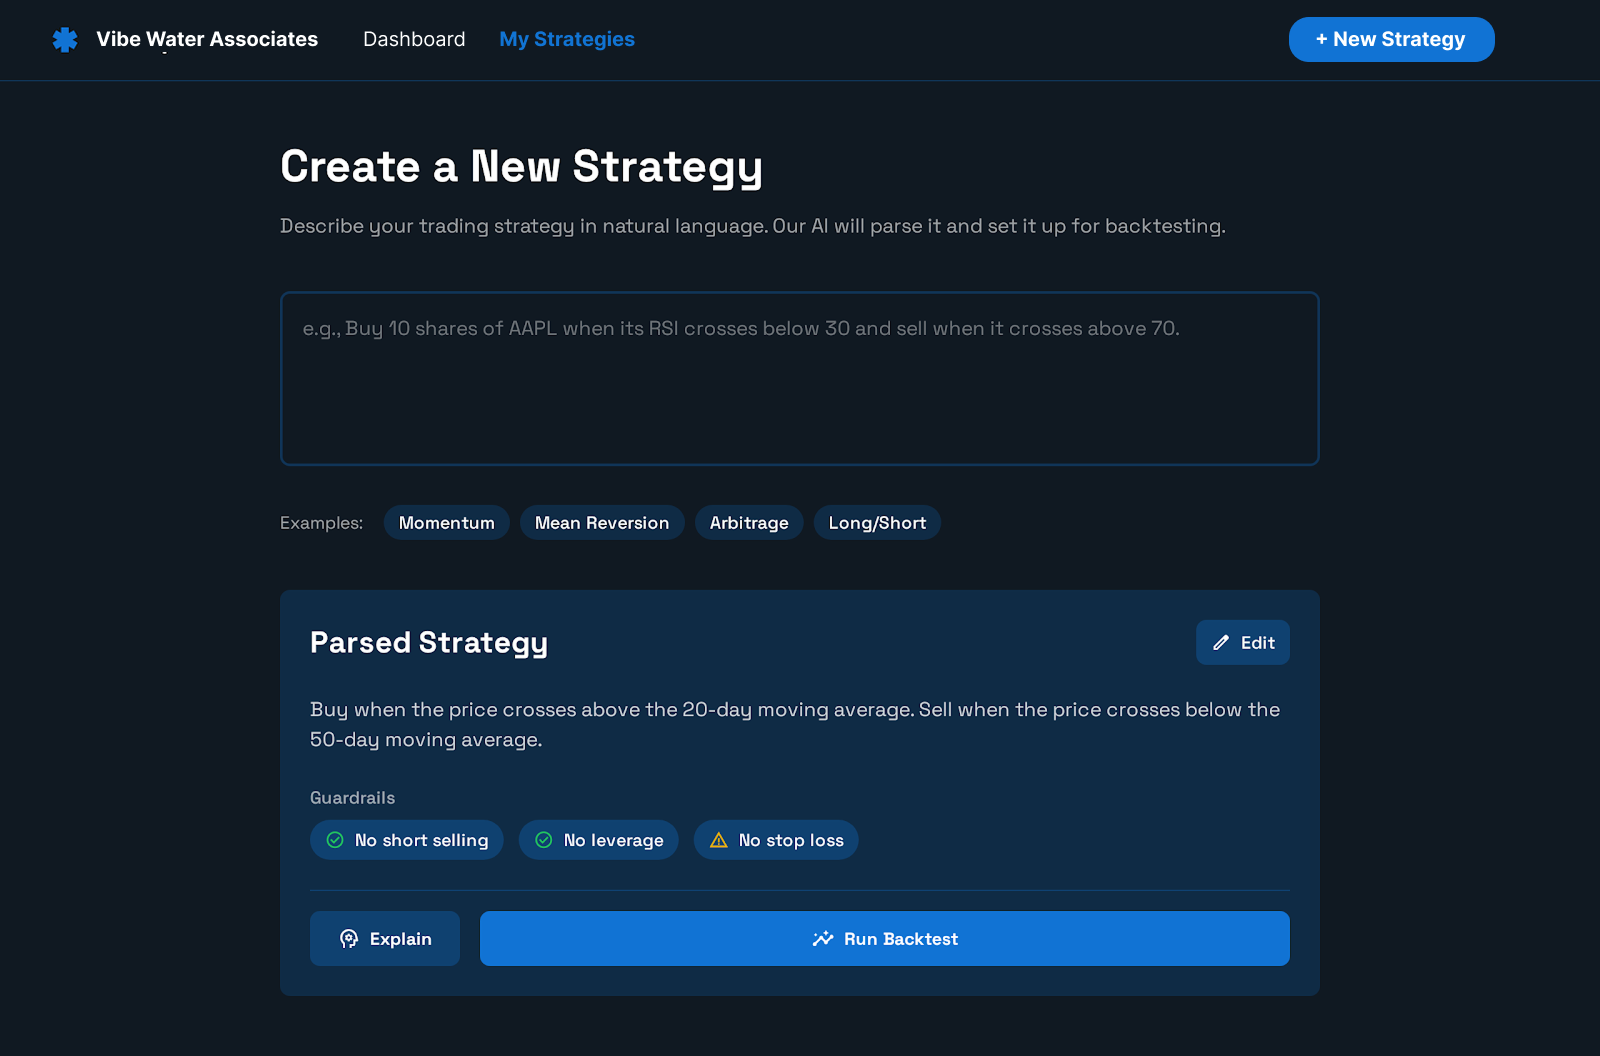 Vibe Water Associates
Dashboard
My Strategies
+ New Strategy
Create a New Strategy
Describe your trading strategy in natural language. Our AI will parse it and set it up for backtesting.
e.g., Buy 10 shares of AAPL when its RSI crosses below 30 and sell when it crosses above 70.
Examples:
Momentum
Mean Reversion
Arbitrage
Long/Short
Parsed Strategy
Edit
Buy when the price crosses above the 20-day moving average. Sell when the price crosses below the
50-day moving average.
Guardrails
No short selling
No leverage
No stop loss
Explain
Run Backtest